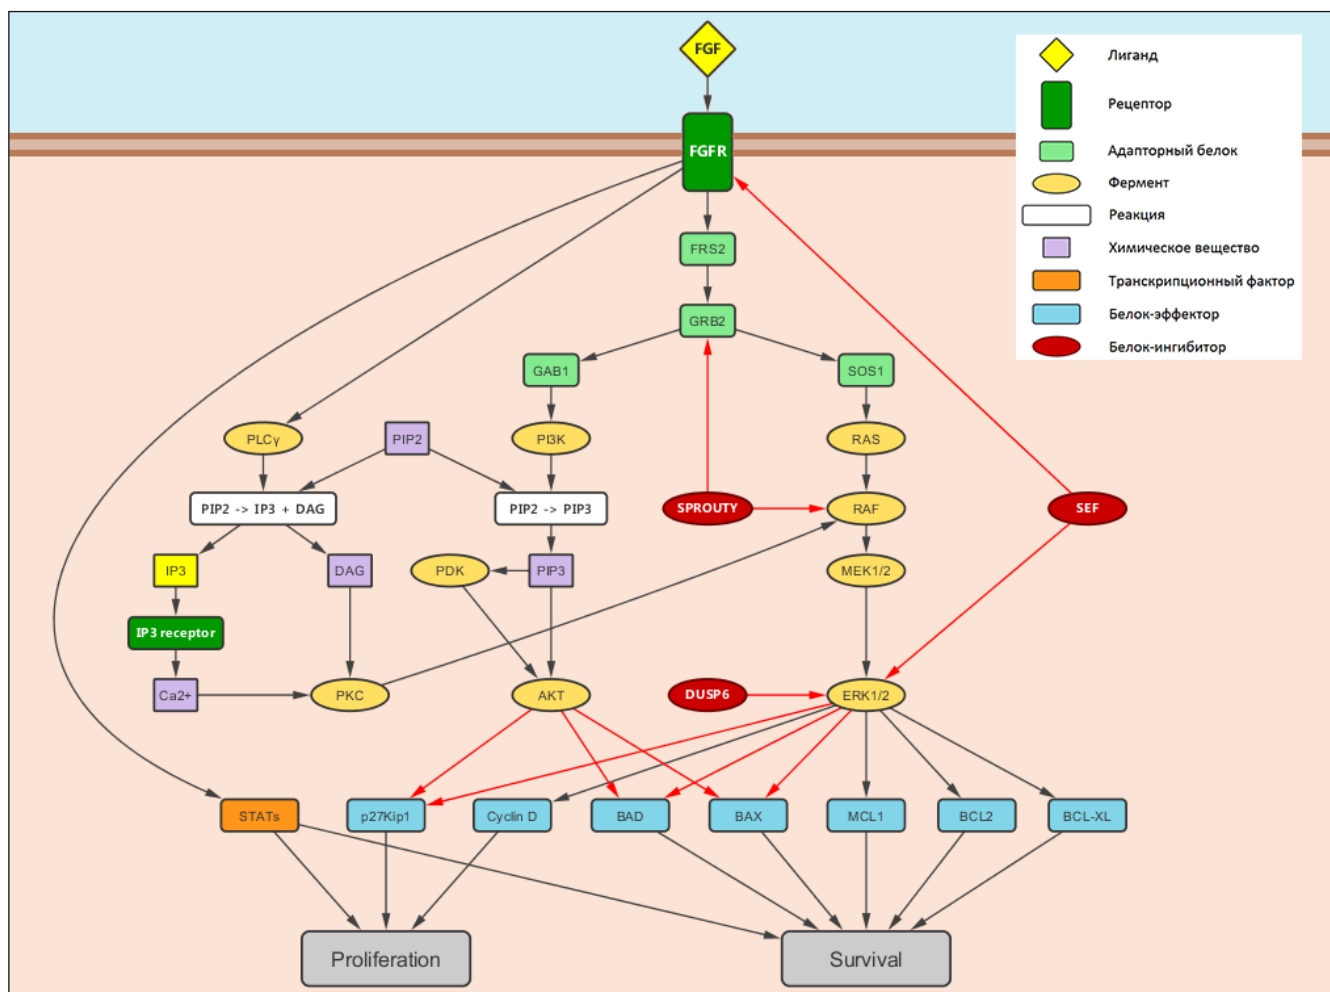 FGF
Лиганд
Рецептор
FGFR
Адапторный белок
Фермент
Реакция
FRS2
Химическое вещество
Транскрипционный фактор
GRB2
Белок-эффектор
Белок-ингибитор
GAB1
SOS1
PLCγ
PIP2
PI3K
RAS
PIP2 -> IP3 + DAG
PIP2 -> PIP3
SPROUTY
RAF
SEF
IP3
DAG
PDK
PIP3
MEK1/2
IP3 receptor
Ca2+
PKC
AKT
DUSP6
ERK1/2
STATs
p27Kip1
Cyclin D
BAD
BAX
MCL1
BCL2
BCL-XL
Proliferation
Survival